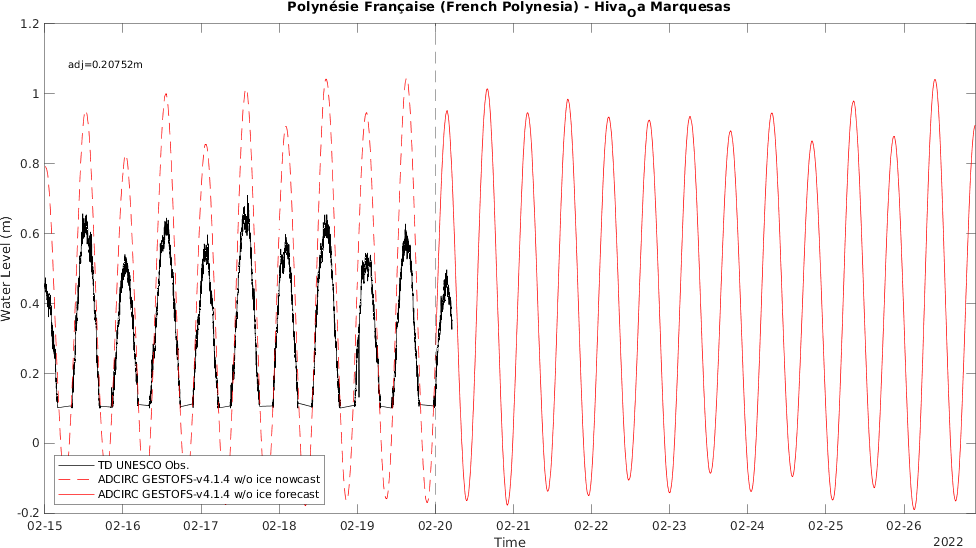 Polynésie Française (French Polynesia) - Hiva_Oa Marquesas
adj=0.20752m
1.2
1
0.8
0.6
0.4
0.2
0
-0.2
Water Level (m)
TD UNESCO Obs.
ADCIRC GESTOFS-v4.1.4 w/o ice nowcast
ADCIRC GESTOFS-v4.1.4 w/o ice forecast
02-15 02-16 02-17 02-18 02-19 02-20 02-21 02-22 02-23 02-24 02-25 02-26
Time
2022